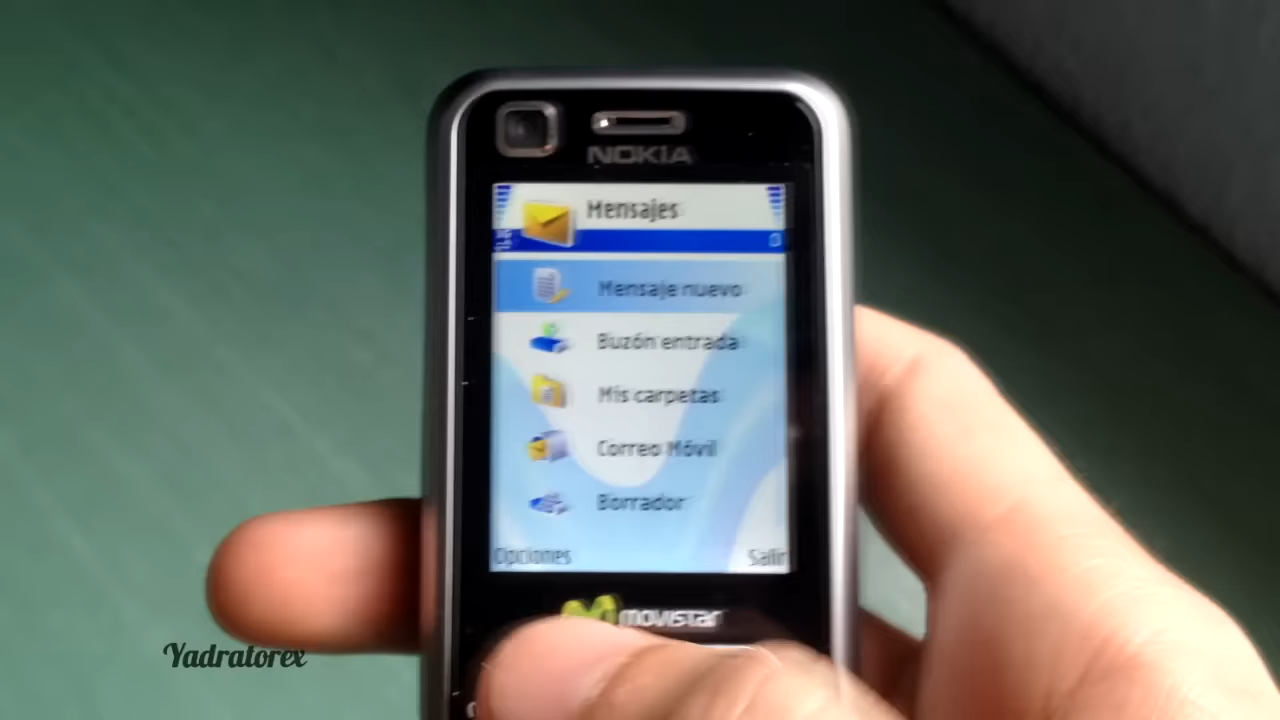 NOKIA
Mensajes
Mensaje nuevo
Buzón entrada
Mis carpetas
Correo Móvil
Borrador
Opciones Salir
movistar
Yadratorex